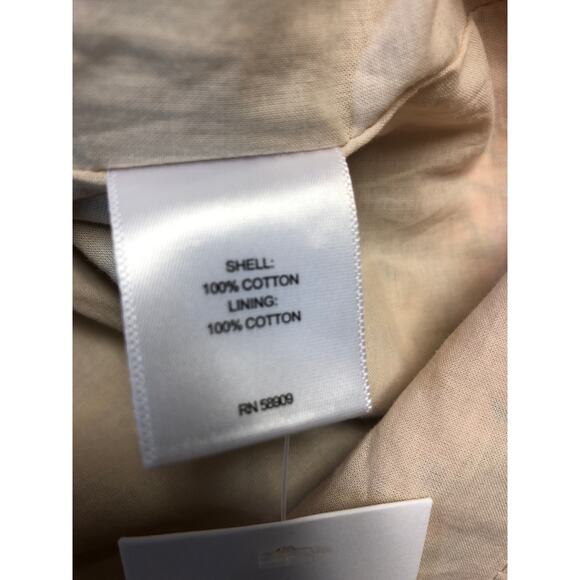 SHELL:
100% COTTON
LINING:
100% COTTON
RN 58909